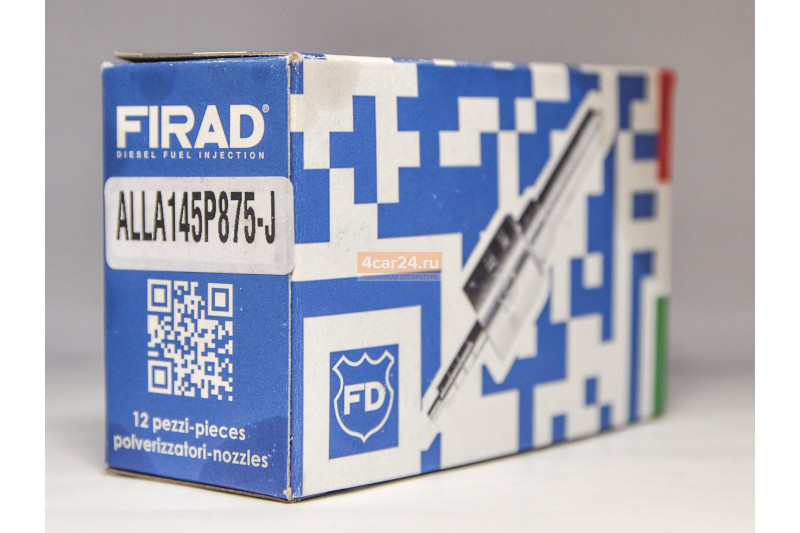 FIRAD®
DIESEL FUEL INJECTION
ALLA145P875-J
12 pezzi-pieces
polverizzatori-nozzles
4car24.ru
FD